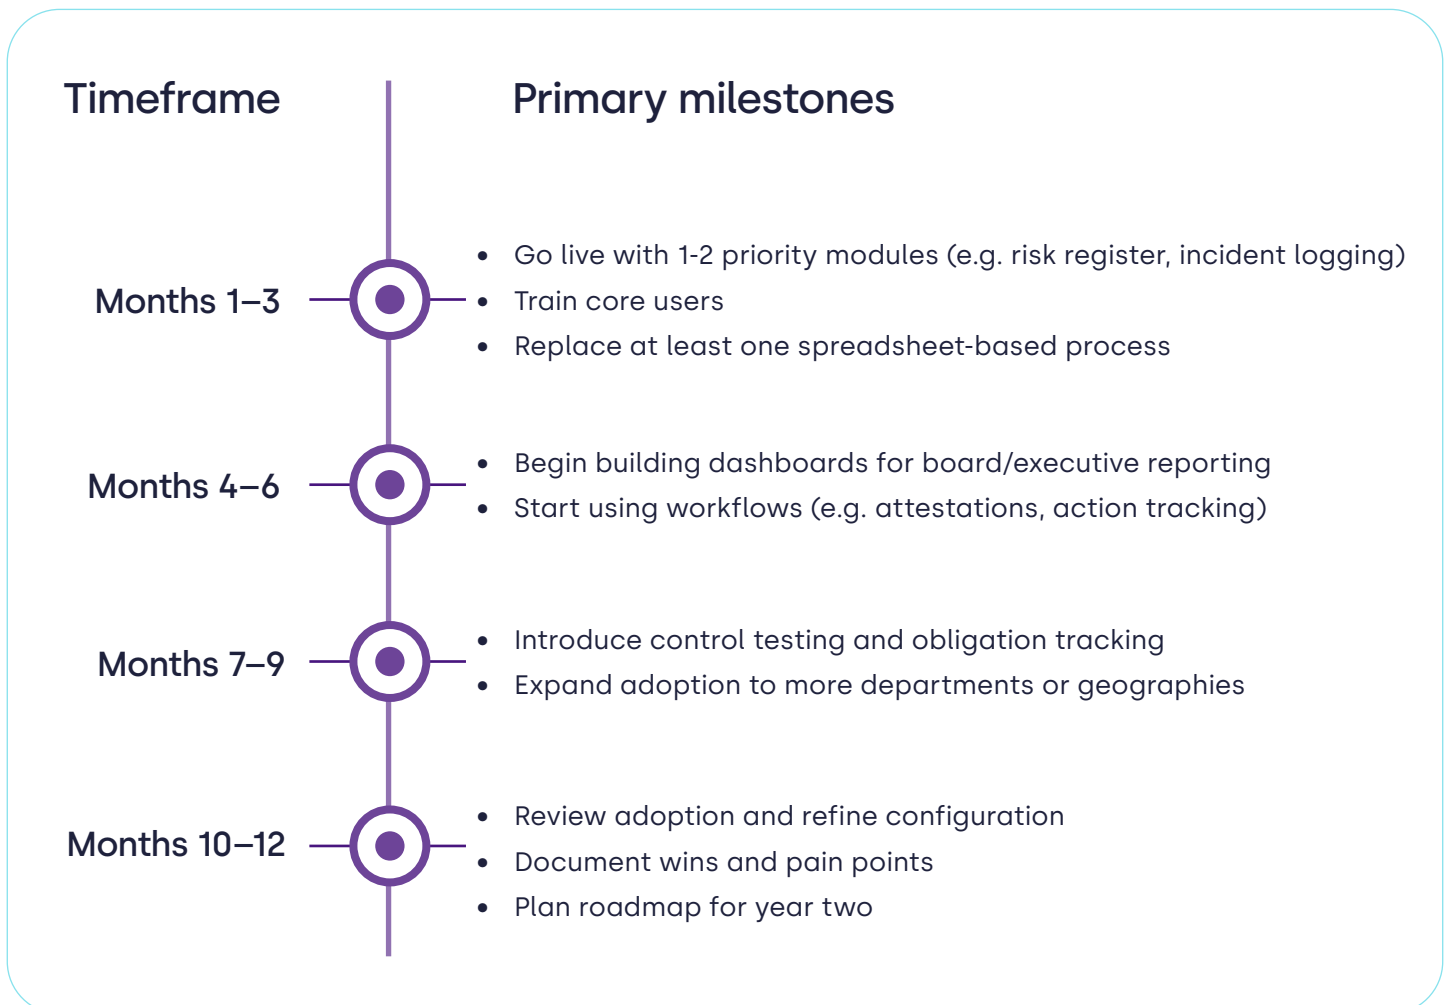 Timeframe
Primary milestones
Months 1–3
• Go live with 1-2 priority modules (e.g. risk register, incident logging)
• Train core users
• Replace at least one spreadsheet-based process
Months 4–6
• Begin building dashboards for board/executive reporting
• Start using workflows (e.g. attestations, action tracking)
Months 7–9
• Introduce control testing and obligation tracking
• Expand adoption to more departments or geographies
Months 10–12
• Review adoption and refine configuration
• Document wins and pain points
• Plan roadmap for year two